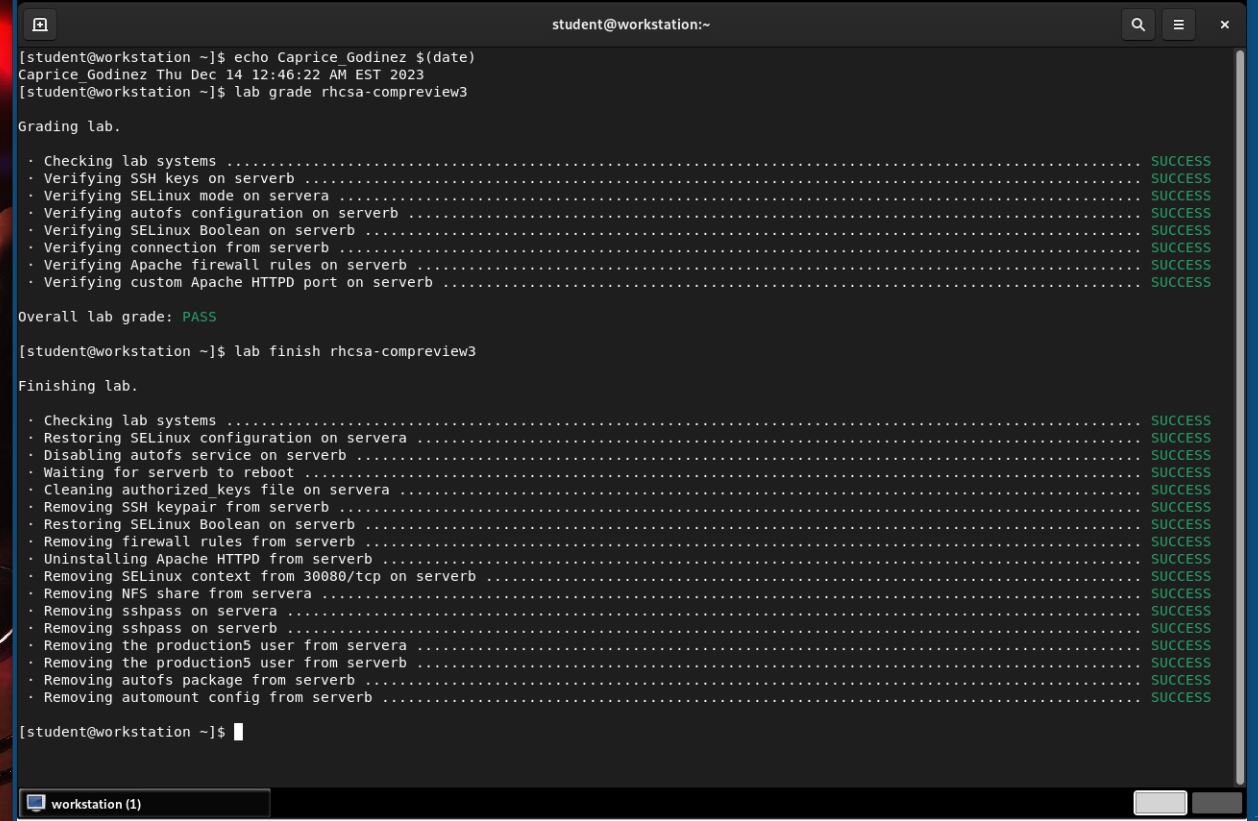 student@workstation:~
[student@workstation ~]$ echo Caprice_Godinez $(date)
Caprice_Godinez Thu Dec 14 12:46:22 AM EST 2023
[student@workstation ~]$ lab grade rhcsa-compreview3
Grading lab.
· Checking lab systems .......................................................................................................... SUCCESS
· Verifying SSH keys on serverb ................................................................................................. SUCCESS
· Verifying SELinux mode on servera ............................................................................................. SUCCESS
· Verifying autofs configuration on serverb ..................................................................................... SUCCESS
· Verifying SELinux Boolean on serverb .......................................................................................... SUCCESS
· Verifying connection from serverb ............................................................................................. SUCCESS
· Verifying Apache firewall rules on serverb .................................................................................... SUCCESS
· Verifying custom Apache HTTPD port on serverb ................................................................................. SUCCESS
Overall lab grade: PASS
[student@workstation ~]$ lab finish rhcsa-compreview3
Finishing lab.
· Checking lab systems .......................................................................................................... SUCCESS
· Restoring SELinux configuration on servera .................................................................................... SUCCESS
· Disabling autofs service on serverb ........................................................................................... SUCCESS
· Waiting for serverb to reboot ................................................................................................. SUCCESS
· Cleaning authorized_keys file on servera ...................................................................................... SUCCESS
· Removing SSH keypair from serverb ............................................................................................. SUCCESS
· Restoring SELinux Boolean on serverb .......................................................................................... SUCCESS
· Removing firewall rules from serverb .......................................................................................... SUCCESS
· Uninstalling Apache HTTPD from serverb ........................................................................................ SUCCESS
· Removing SELinux context from 30080/tcp on serverb ............................................................................ SUCCESS
· Removing NFS share from servera ............................................................................................... SUCCESS
· Removing sshpass on servera ................................................................................................... SUCCESS
· Removing sshpass on serverb ................................................................................................... SUCCESS
· Removing the production5 user from servera .................................................................................... SUCCESS
· Removing the production5 user from serverb .................................................................................... SUCCESS
· Removing autofs package from serverb .......................................................................................... SUCCESS
· Removing automount config from serverb ........................................................................................ SUCCESS
[student@workstation ~]$
workstation (1)